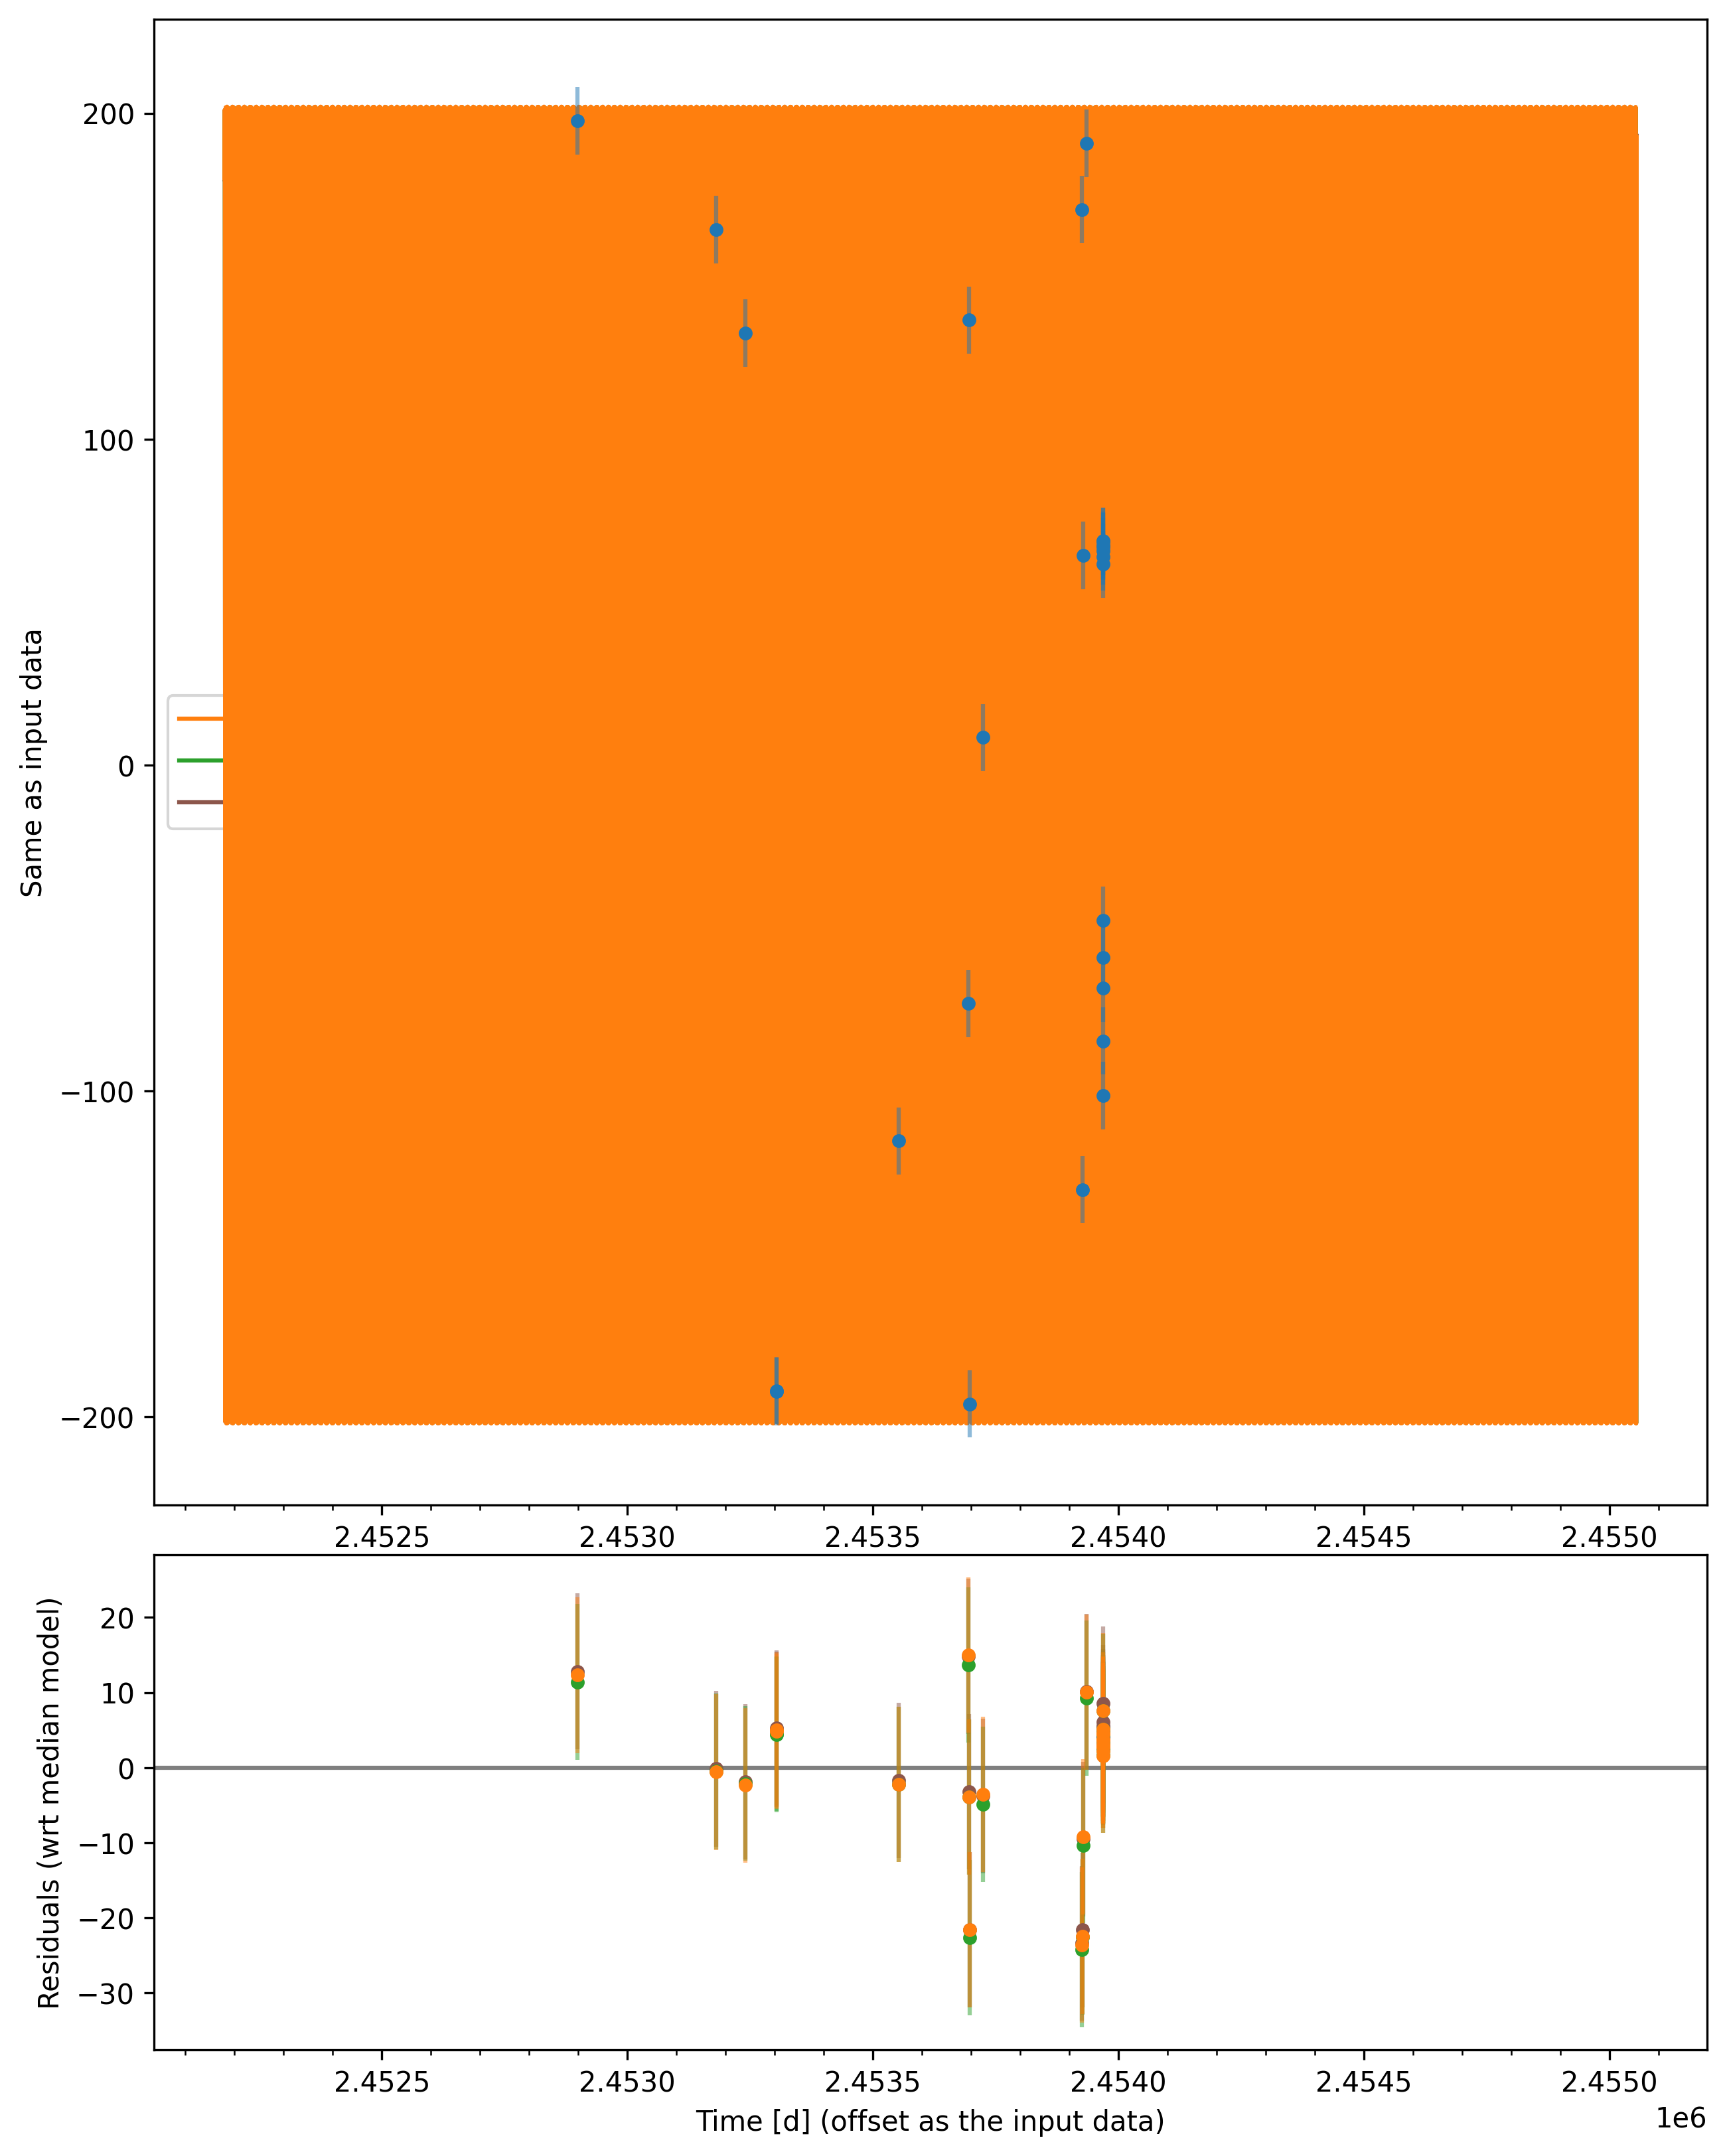 200
100
0
−100
−200
Same as input data
2.4525 2.4530 2.4535 2.4540 2.4545 2.4550
20
10
0
−10
−20
−30
Residuals (wrt median model)
2.4525 2.4530 2.4535 2.4540 2.4545 2.4550
1e6
Time [d] (offset as the input data)